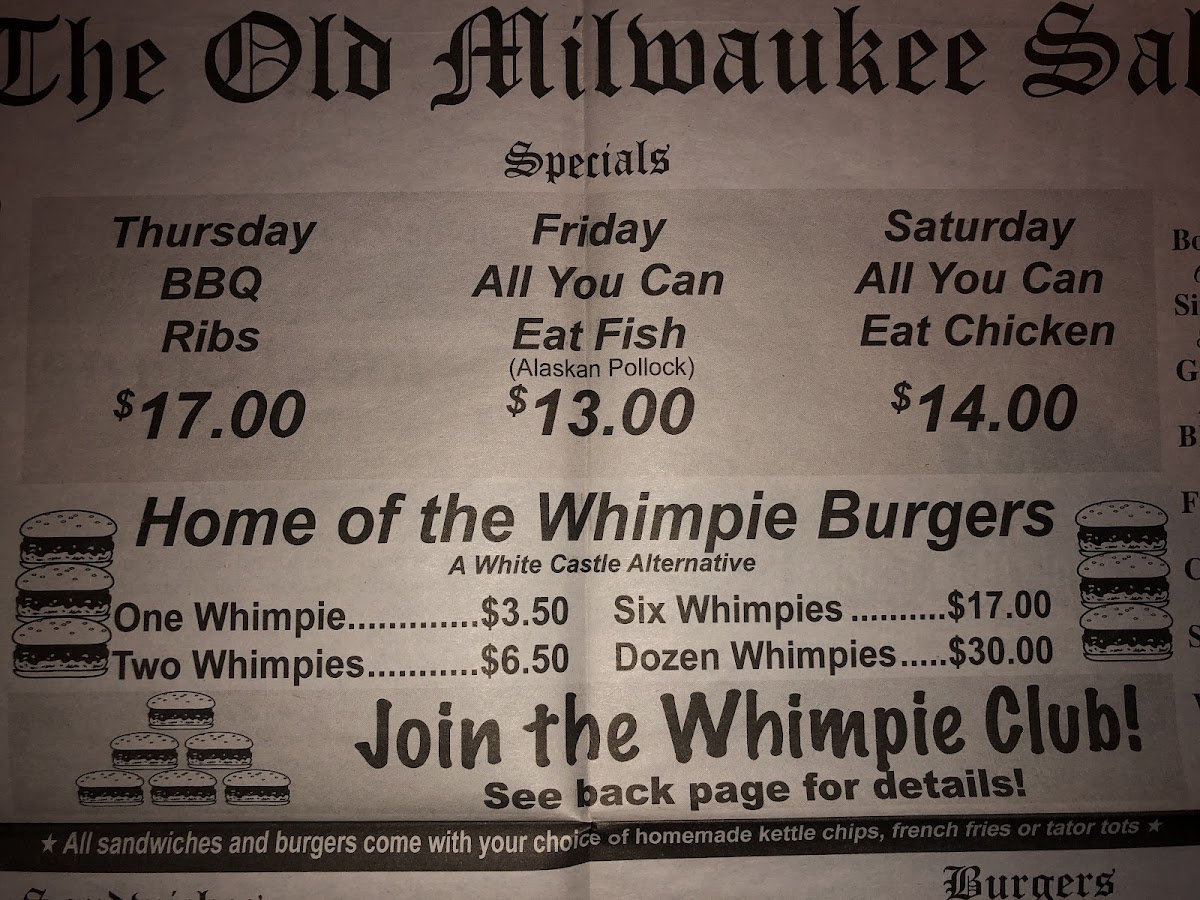 The Old Milwaukee
Specials
Thursday
BBQ
Ribs
$17.00
Friday
All You Can
Eat Fish
(Alaskan Pollock)
$13.00
Saturday
All You Can
Eat Chicken
$14.00
Home of the Whimpie Burgers
A White Castle Alternative
One Whimpie.............$3.50
Two Whimpies...........$6.50
Six Whimpies ..........$17.00
Dozen Whimpies.....$30.00
Join the Whimpie Club!
See back page for details!
★ All sandwiches and burgers come with your choice of homemade kettle chips, french fries or tator tots ★
Burgers